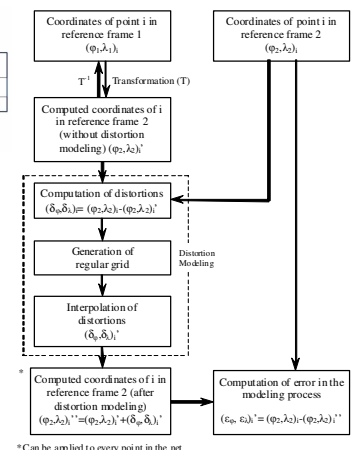 Coordinates of point i in
reference frame 1
(φ₁,λ₁)ᵢ
Coordinates of point i in
reference frame 2
(φ₂,λ₂)ᵢ
T⁻¹
Transformation (T)
Computed coordinates of i
in reference frame 2
(without distortion
modeling) (φ₂,λ₂)ᵢ'
Computation of distortions
(δφ,δλ)ᵢ= (φ₂,λ₂)ᵢ-(φ₂,λ₂)ᵢ'
Generation of
regular grid
Distortion
Modeling
Interpolation of
distortions
(δφ,δλ)ᵢ'
*
Computed coordinates of i in
reference frame 2 (after
distortion modeling)
(φ₂,λ₂)ᵢ''=(φ₂,λ₂)ᵢ'+(δφ,δλ)ᵢ'
Computation of error in the
modeling process
(εφ, ελ)ᵢ'= (φ₂,λ₂)ᵢ-(φ₂,λ₂)ᵢ''
*Can be applied to every point in the net